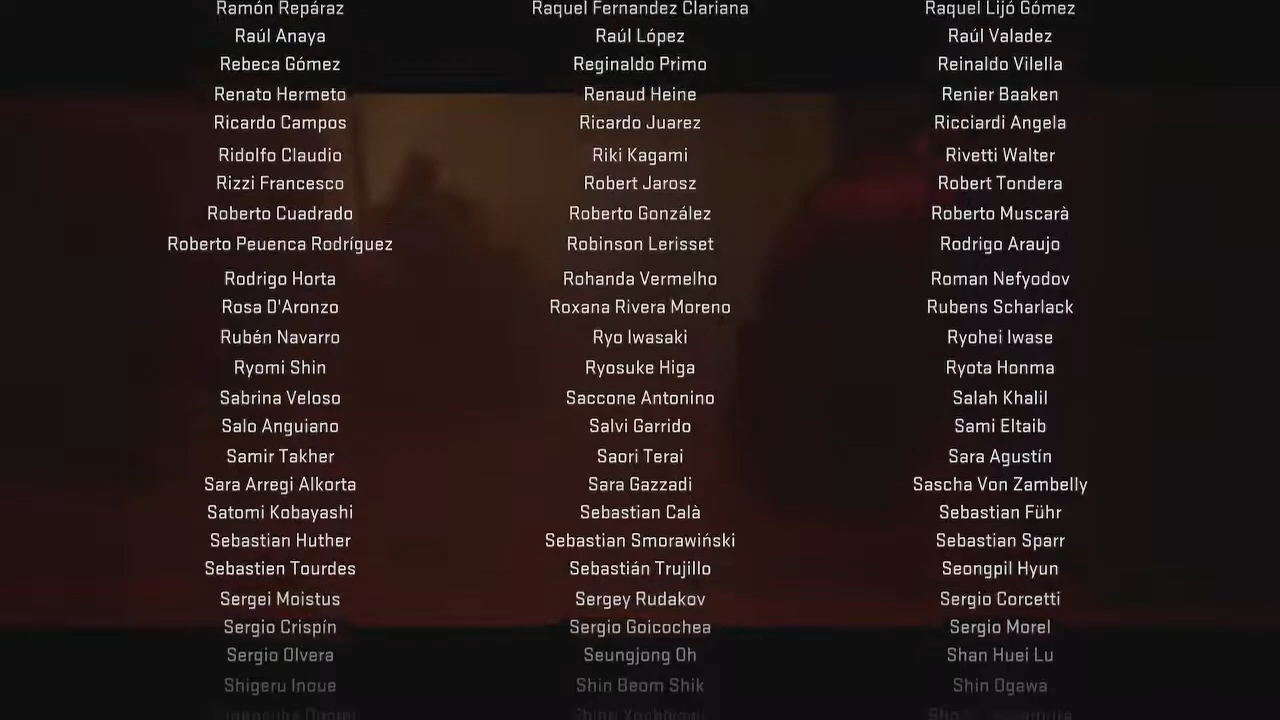 Ramón Repáraz Raquel Fernandez Clariana Raquel Lijó Gómez
Raúl Anaya Raúl López Raúl Valadez
Rebeca Gómez Reginaldo Primo Reinaldo Vilella
Renato Hermeto Renaud Heine Renier Baaken
Ricardo Campos Ricardo Juarez Ricciardi Angela
Ridolfo Claudio Riki Kagami Rivetti Walter
Rizzi Francesco Robert Jarosz Robert Tondera
Roberto Cuadrado Roberto González Roberto Muscarà
Roberto Peuenca Rodríguez Robinson Lerisset Rodrigo Araujo
Rodrigo Horta Rohanda Vermelho Roman Nefyodov
Rosa D'Aronzo Roxana Rivera Moreno Rubens Scharlack
Rubén Navarro Ryo Iwasaki Ryohei Iwase
Ryomi Shin Ryosuke Higa Ryota Honma
Sabrina Veloso Saccone Antonino Salah Khalil
Salo Anguiano Salvi Garrido Sami Eltaib
Samir Takher Saori Terai Sara Agustín
Sara Arregi Alkorta Sara Gazzadi Sascha Von Zambelly
Satomi Kobayashi Sebastian Calà Sebastian Führ
Sebastian Huther Sebastian Smorawiński Sebastian Sparr
Sebastien Tourdes Sebastián Trujillo Seongpil Hyun
Sergei Moistus Sergey Rudakov Sergio Corcetti
Sergio Crispín Sergio Goicochea Sergio Morel
Sergio Olvera Seungjong Oh Shan Huei Lu
Shigeru Inoue Shin Beom Shik Shin Ogawa